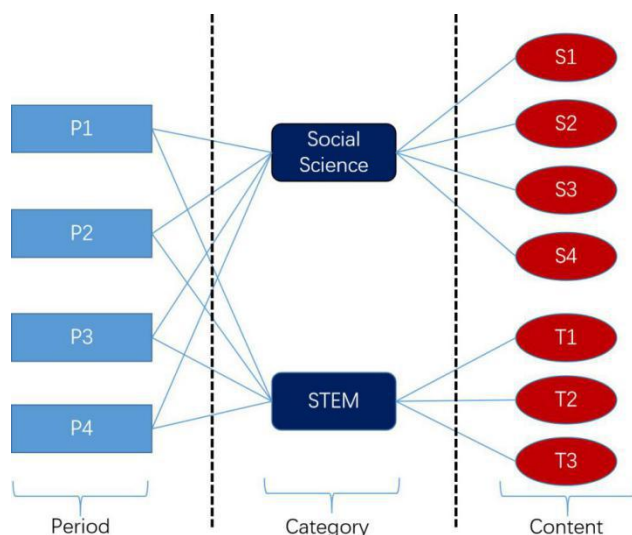 P1
P2
P3
P4
Period
Social
Science
STEM
Category
S1
S2
S3
S4
T1
T2
T3
Content